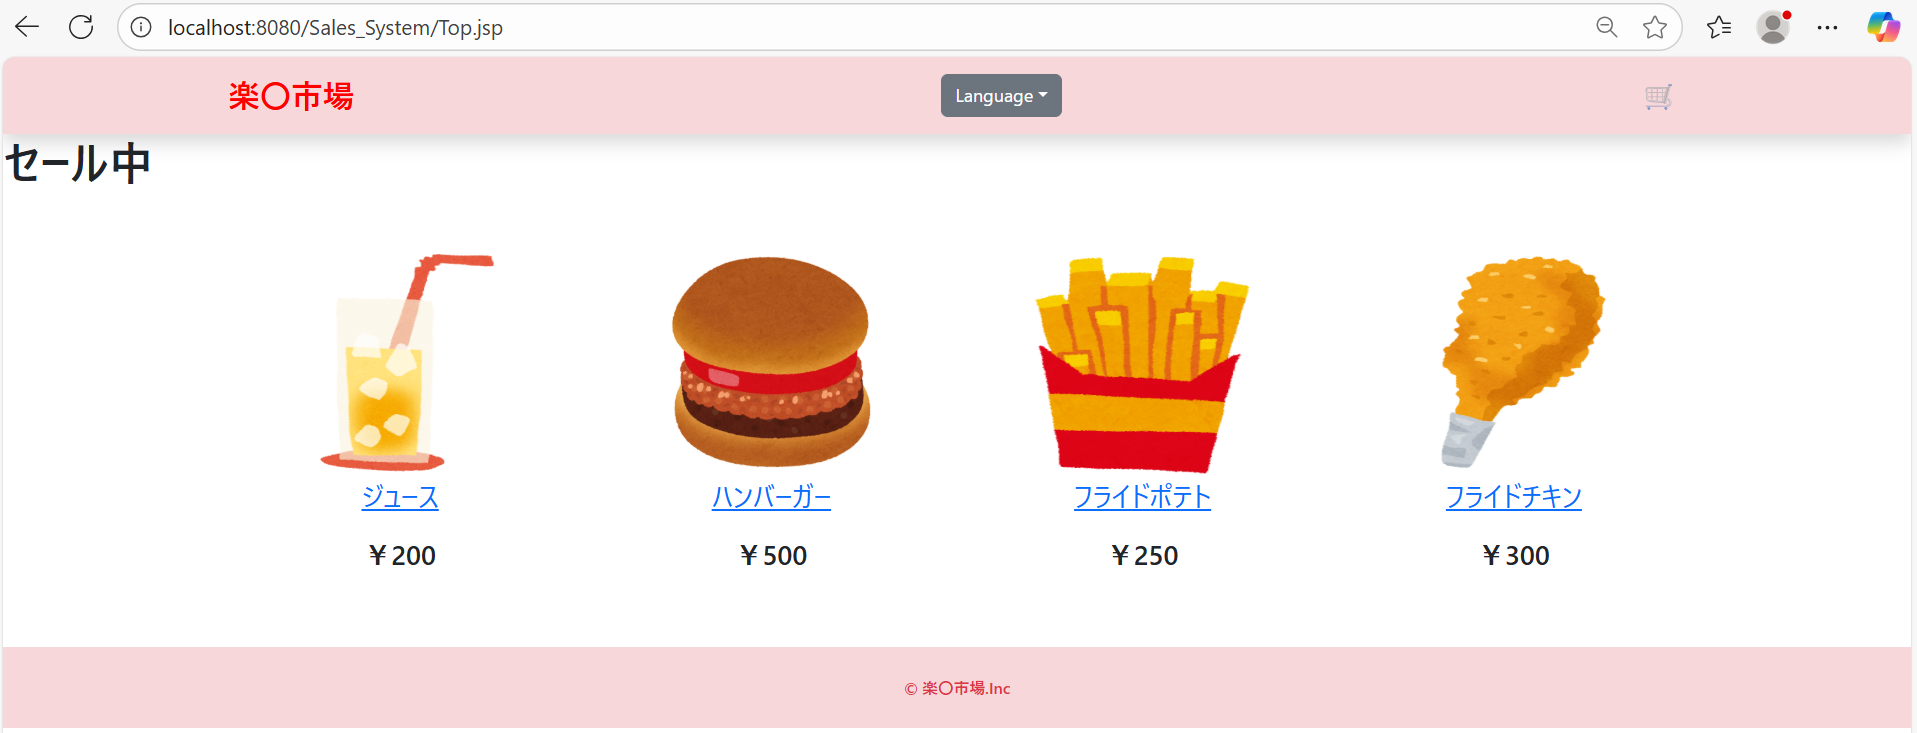 localhost:8080/Sales_System/Top.jsp
楽〇市場
Language
セール中
ジュース
ハンバーガー
フライドポテト
フライドチキン
￥200
￥500
￥250
￥300
© 楽〇市場.Inc